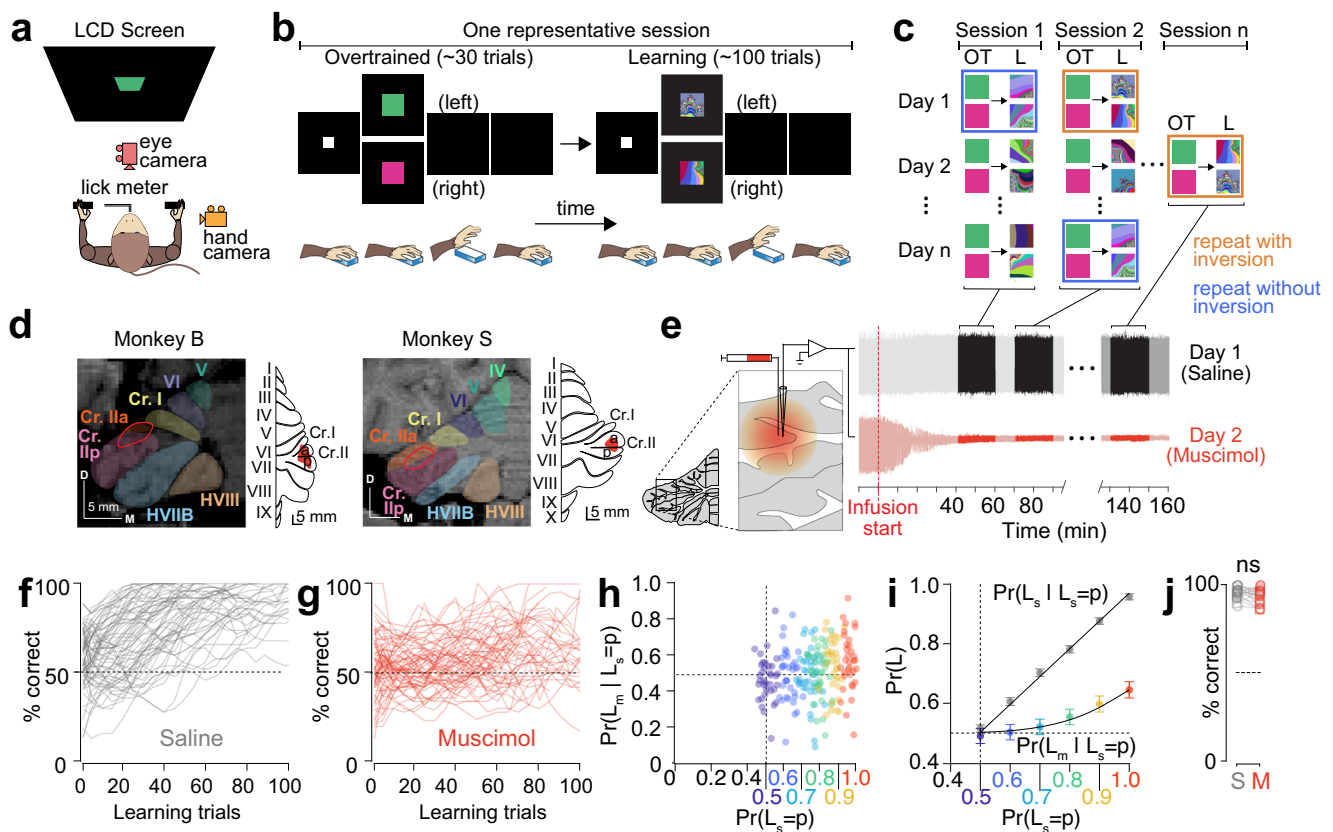 a
LCD Screen
eye
camera
lick meter
hand
camera
b
One representative session
Overtrained (~30 trials)
Learning (~100 trials)
(left)
(left)
(right)
(right)
time
c
Session 1
Session 2
Session n
OT
L
OT
L
Day 1
OT
L
Day 2
Day n
repeat with
inversion
repeat without
inversion
d
Monkey B
Monkey S
V
VI
Cr. I
Cr. IIa
Cr.
IIp
HVIIB
HVIII
D
5 mm
M
I
II
III
IV
V
VI
VII
VIII
IX
Cr.I
Cr.II
a
p
5 mm
IV
V
VI
Cr. I
Cr. IIa
Cr.
IIp
HVIIB
HVIII
D
5 mm
M
I
II
III
IV
V
VI
VII
VIII
IX
X
Cr.I
Cr.II
a
p
5 mm
e
Day 1
(Saline)
Day 2
(Muscimol)
Infusion
start
40 60 80 130 160
Time (min)
f
% correct
100
50
0
Saline
0 20 40 60 80 100
Learning trials
g
% correct
100
50
0
Muscimol
0 20 40 60 80 100
Learning trials
h
Pr(Lm | Ls=p)
1.0
0.8
0.6
0.4
0.2
0
0 0.2 0.4 0.6 0.8 1.0
0.5 0.7 0.9
Pr(Ls=p)
i
Pr(L)
1.0
0.8
0.6
0.4
Pr(Ls | Ls=p)
Pr(Lm | Ls=p)
0.4 0.6 0.8 1.0
0.5 0.7 0.9
Pr(Ls=p)
j
ns
% correct
100
0
S M